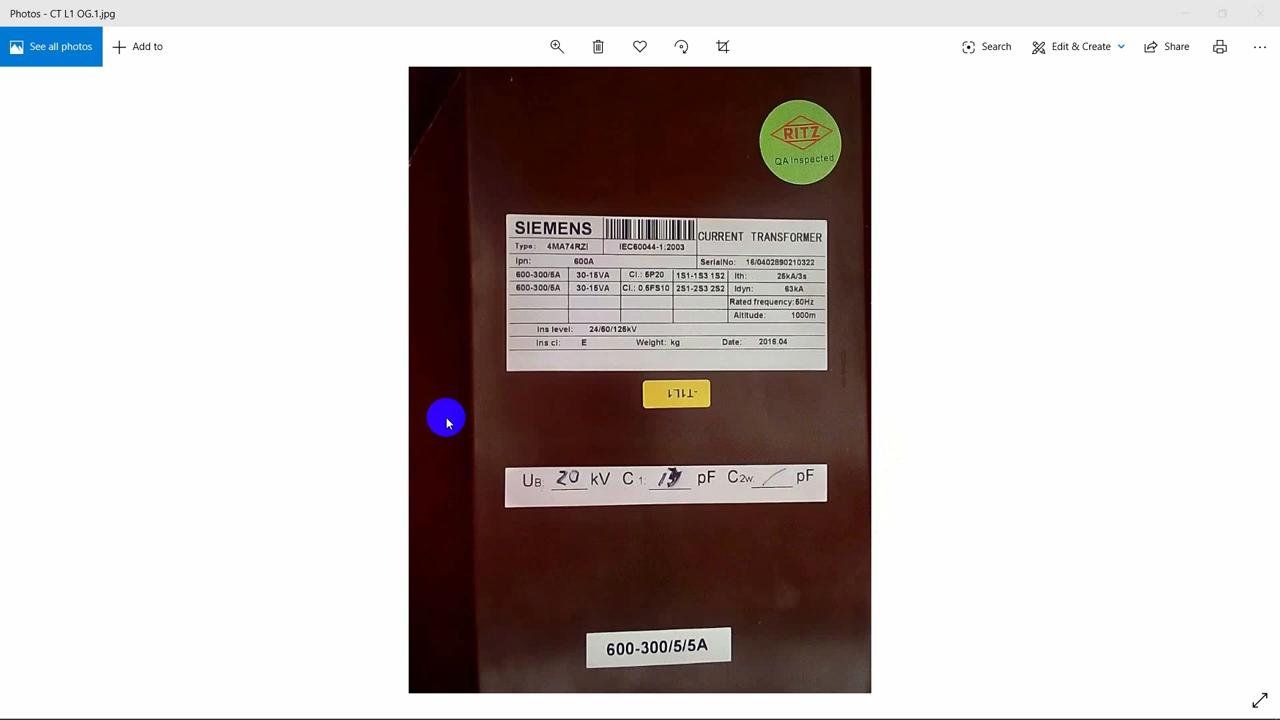 Photos - CT L1 OG.1.jpg
See all photos
Add to
Search
Edit & Create
Share
RITZ
QA Inspected
SIEMENS
CURRENT TRANSFORMER
Type: 4MA74RZI IEC60044-1:2003
Ipn: 600A SerialNo: 16/0402890210322
600-300/5A 30-15VA Cl.: 5P20 1S1-1S3 1S2 Ith: 25kA/3s
600-300/5A 30-15VA Cl.: 0.5FS10 2S1-2S3 2S2 Idyn: 63kA
Rated frequency:50Hz
Altitude: 1000m
Ins level: 24/50/125kV
Ins cl: E Weight: kg Date: 2016.04
-T1L1
UB: 20 kV C1: pF C2w: pF
600-300/5/5A